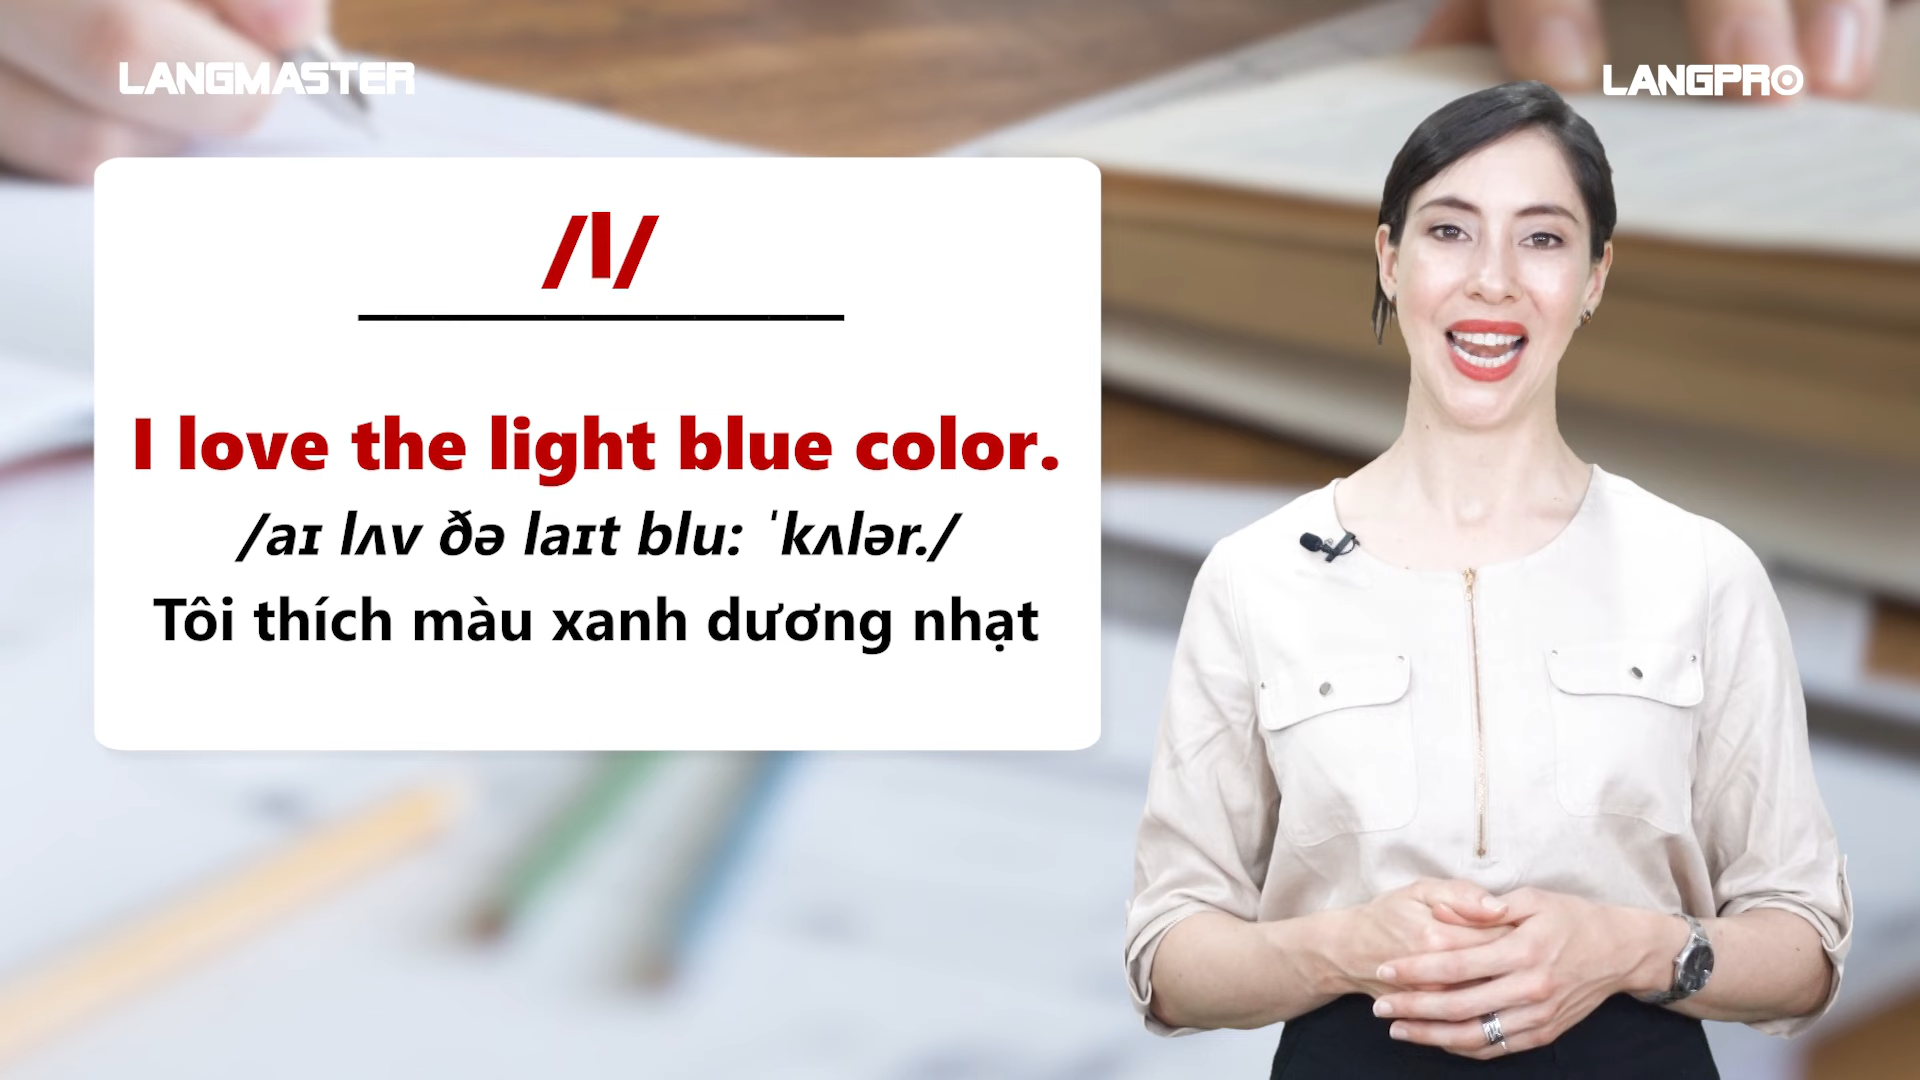 LANGMASTER
LANGPRO
/l/
I love the light blue color.
/aɪ lʌv ðə laɪt blu: ˈkʌlər./
Tôi thích màu xanh dương nhạt